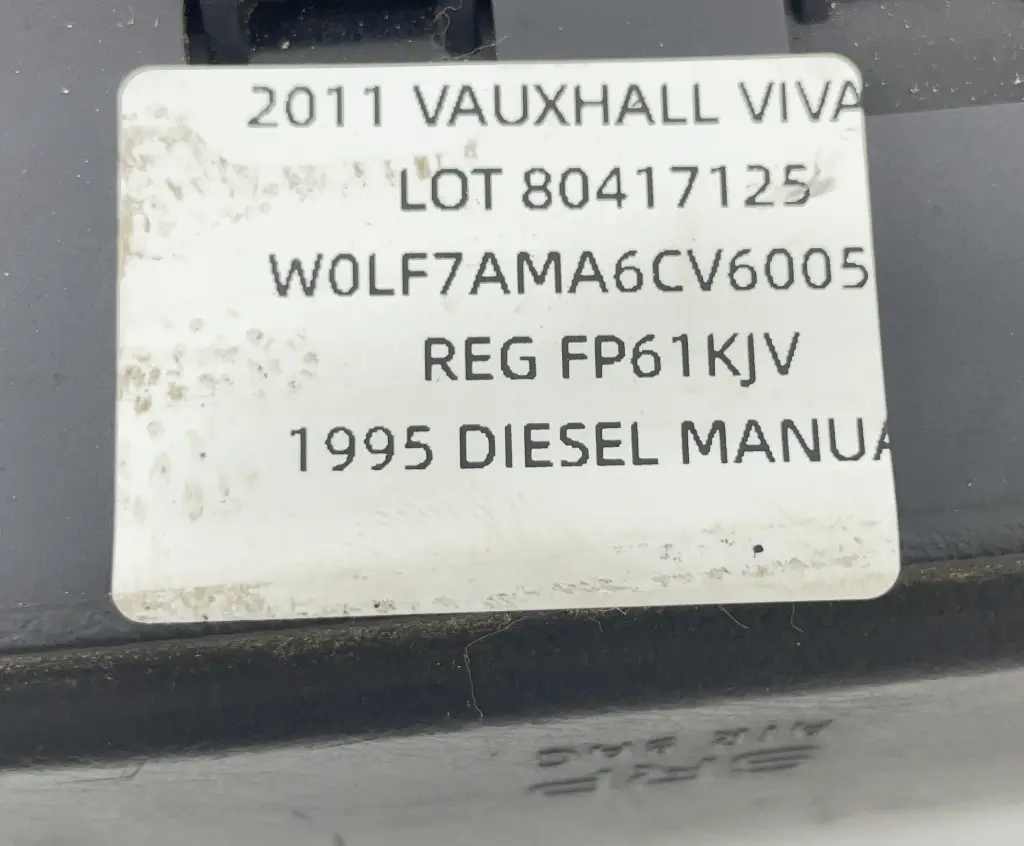 2011 VAUXHALL VIVA
LOT 80417125
W0LF7AMA6CV6005
REG FP61KJV
1995 DIESEL MANUA